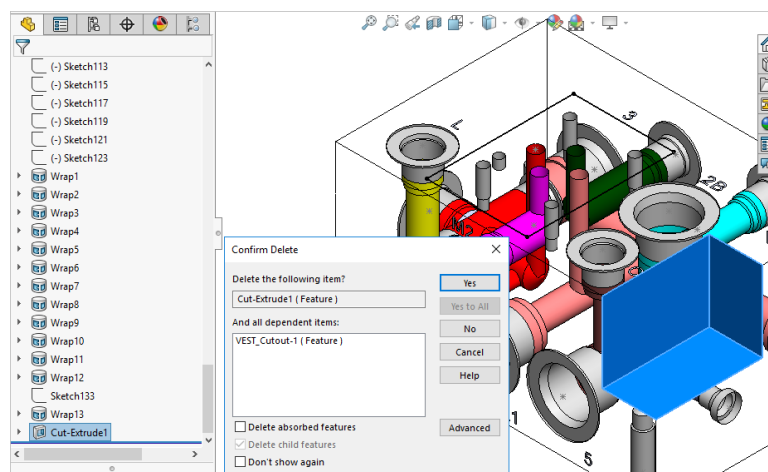 (-) Sketch113
(-) Sketch115
(-) Sketch117
(-) Sketch119
(-) Sketch121
(-) Sketch123
Wrap1
Wrap2
Wrap3
Wrap4
Wrap5
Wrap6
Wrap7
Wrap8
Wrap9
Wrap10
Wrap11
Wrap12
Sketch133
Wrap13
Cut-Extrude1
L
3
2B
M2
Confirm Delete
Delete the following item?
Yes
Cut-Extrude1 ( Feature )
Yes to All
And all dependent items:
No
VEST_Cutout-1 ( Feature )
Cancel
Help
Delete absorbed features
Advanced
Delete child features
Don't show again
1
5